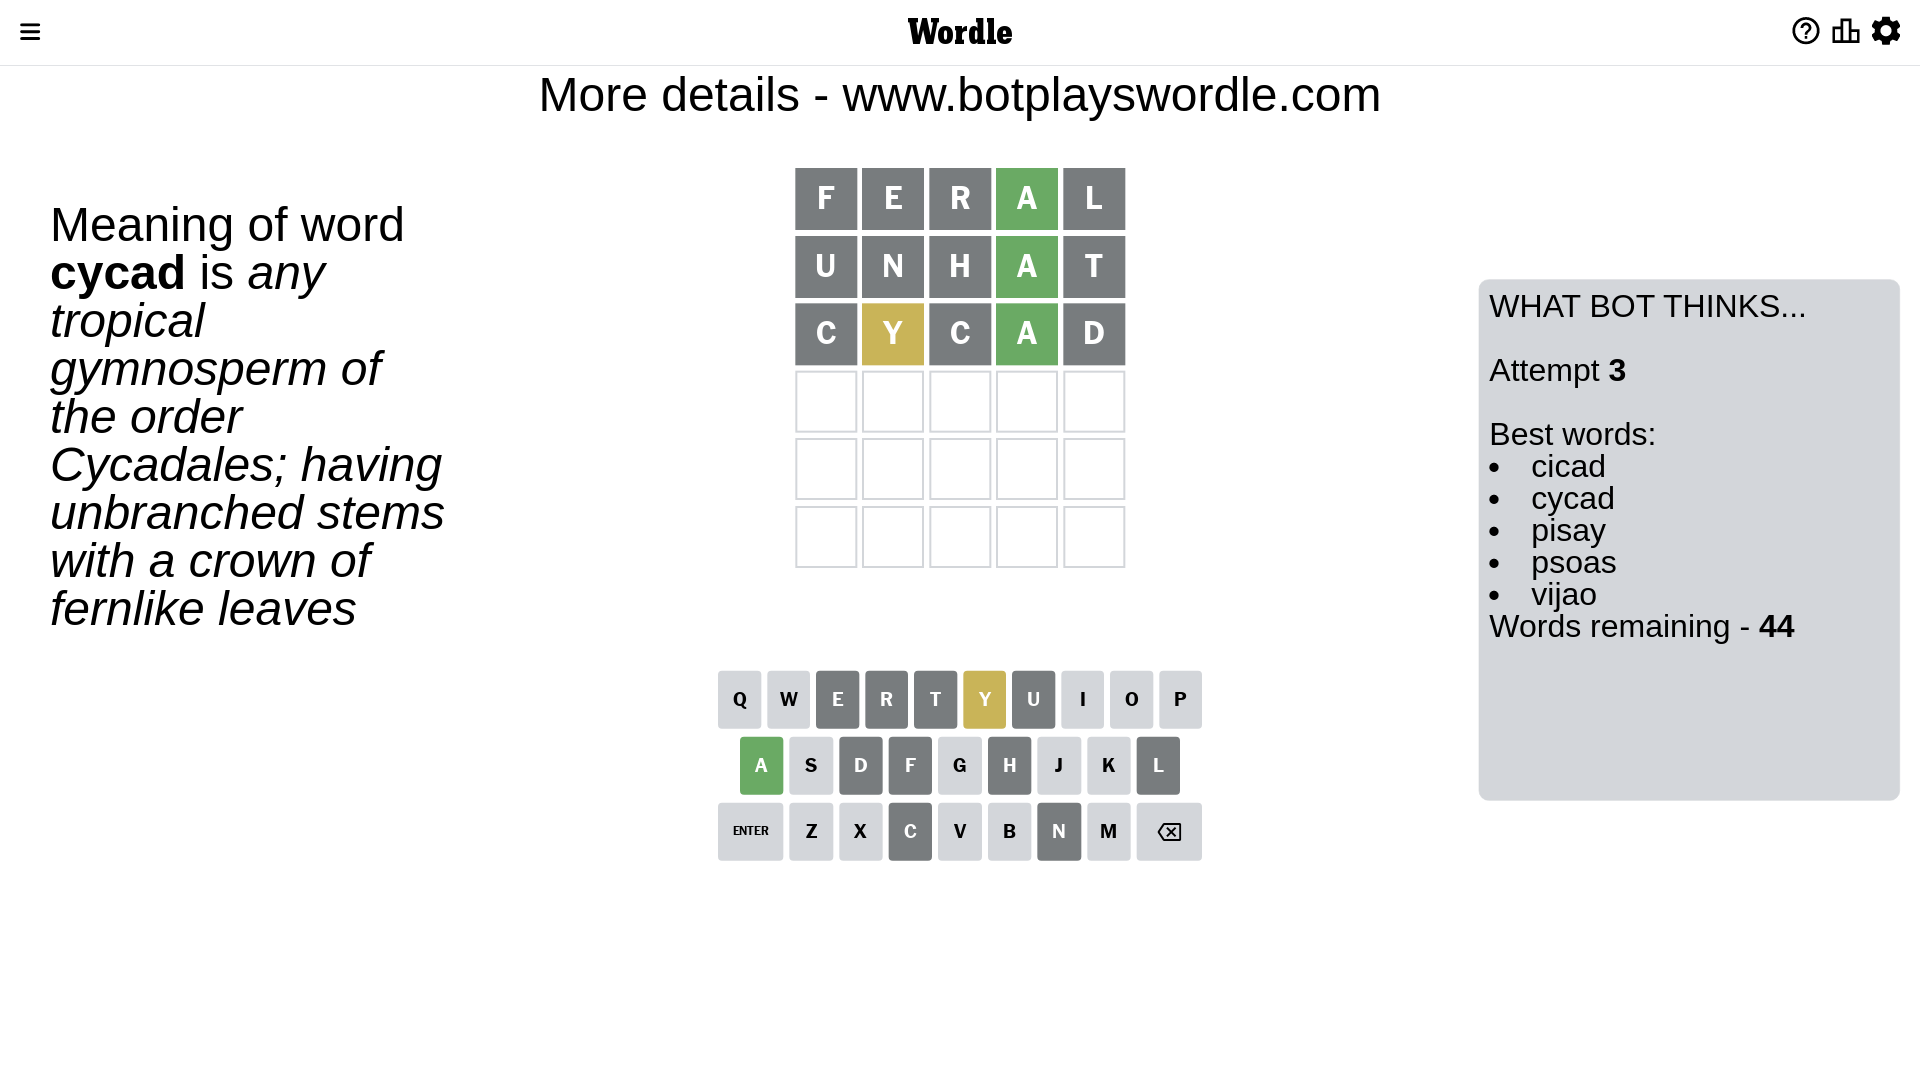 Wordle
More details - www.botplayswordle.com
Meaning of word
cycad is any
tropical
gymnosperm of
the order
Cycadales; having
unbranched stems
with a crown of
fernlike leaves
F E R A L
U N H A T
C Y C A D
WHAT BOT THINKS...
Attempt 3
Best words:
• cicad
• cycad
• pisay
• psoas
• vijao
Words remaining - 44
Q W E R T Y U I O P
A S D F G H J K L
ENTER Z X C V B N M